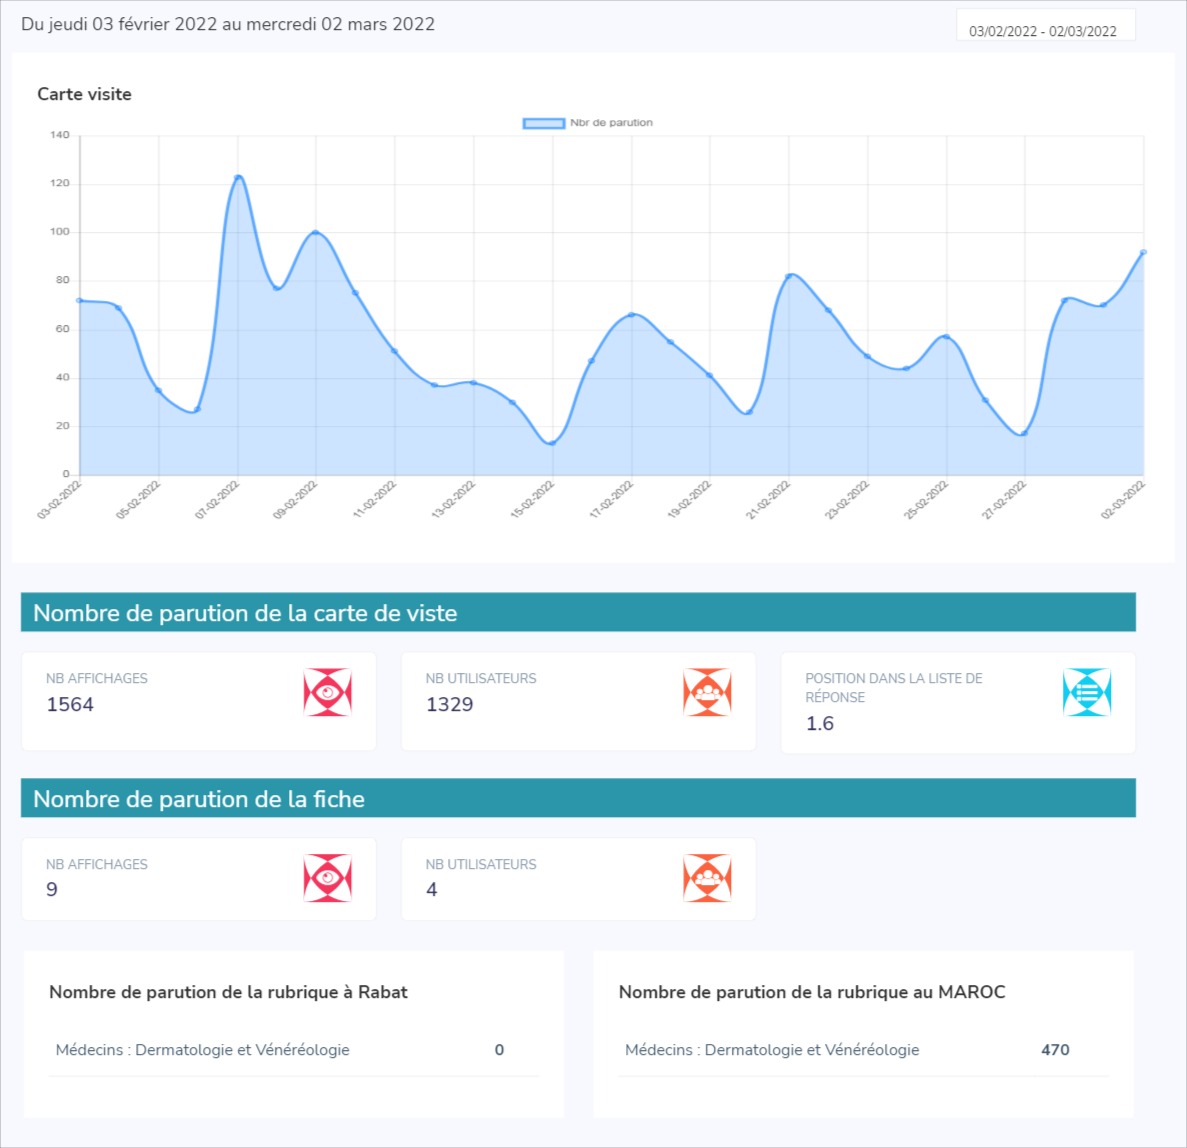 Du jeudi 03 février 2022 au mercredi 02 mars 2022
03/02/2022 - 02/03/2022
Carte visite
Nbr de parution
140
120
100
80
60
40
20
0
03-02-2022
05-02-2022
07-02-2022
09-02-2022
11-02-2022
13-02-2022
15-02-2022
17-02-2022
19-02-2022
21-02-2022
23-02-2022
25-02-2022
27-02-2022
02-03-2022
Nombre de parution de la carte de viste
NB AFFICHAGES
1564
NB UTILISATEURS
1329
POSITION DANS LA LISTE DE
RÉPONSE
1.6
Nombre de parution de la fiche
NB AFFICHAGES
9
NB UTILISATEURS
4
Nombre de parution de la rubrique à Rabat
Médecins : Dermatologie et Vénéréologie 0
Nombre de parution de la rubrique au MAROC
Médecins : Dermatologie et Vénéréologie 470